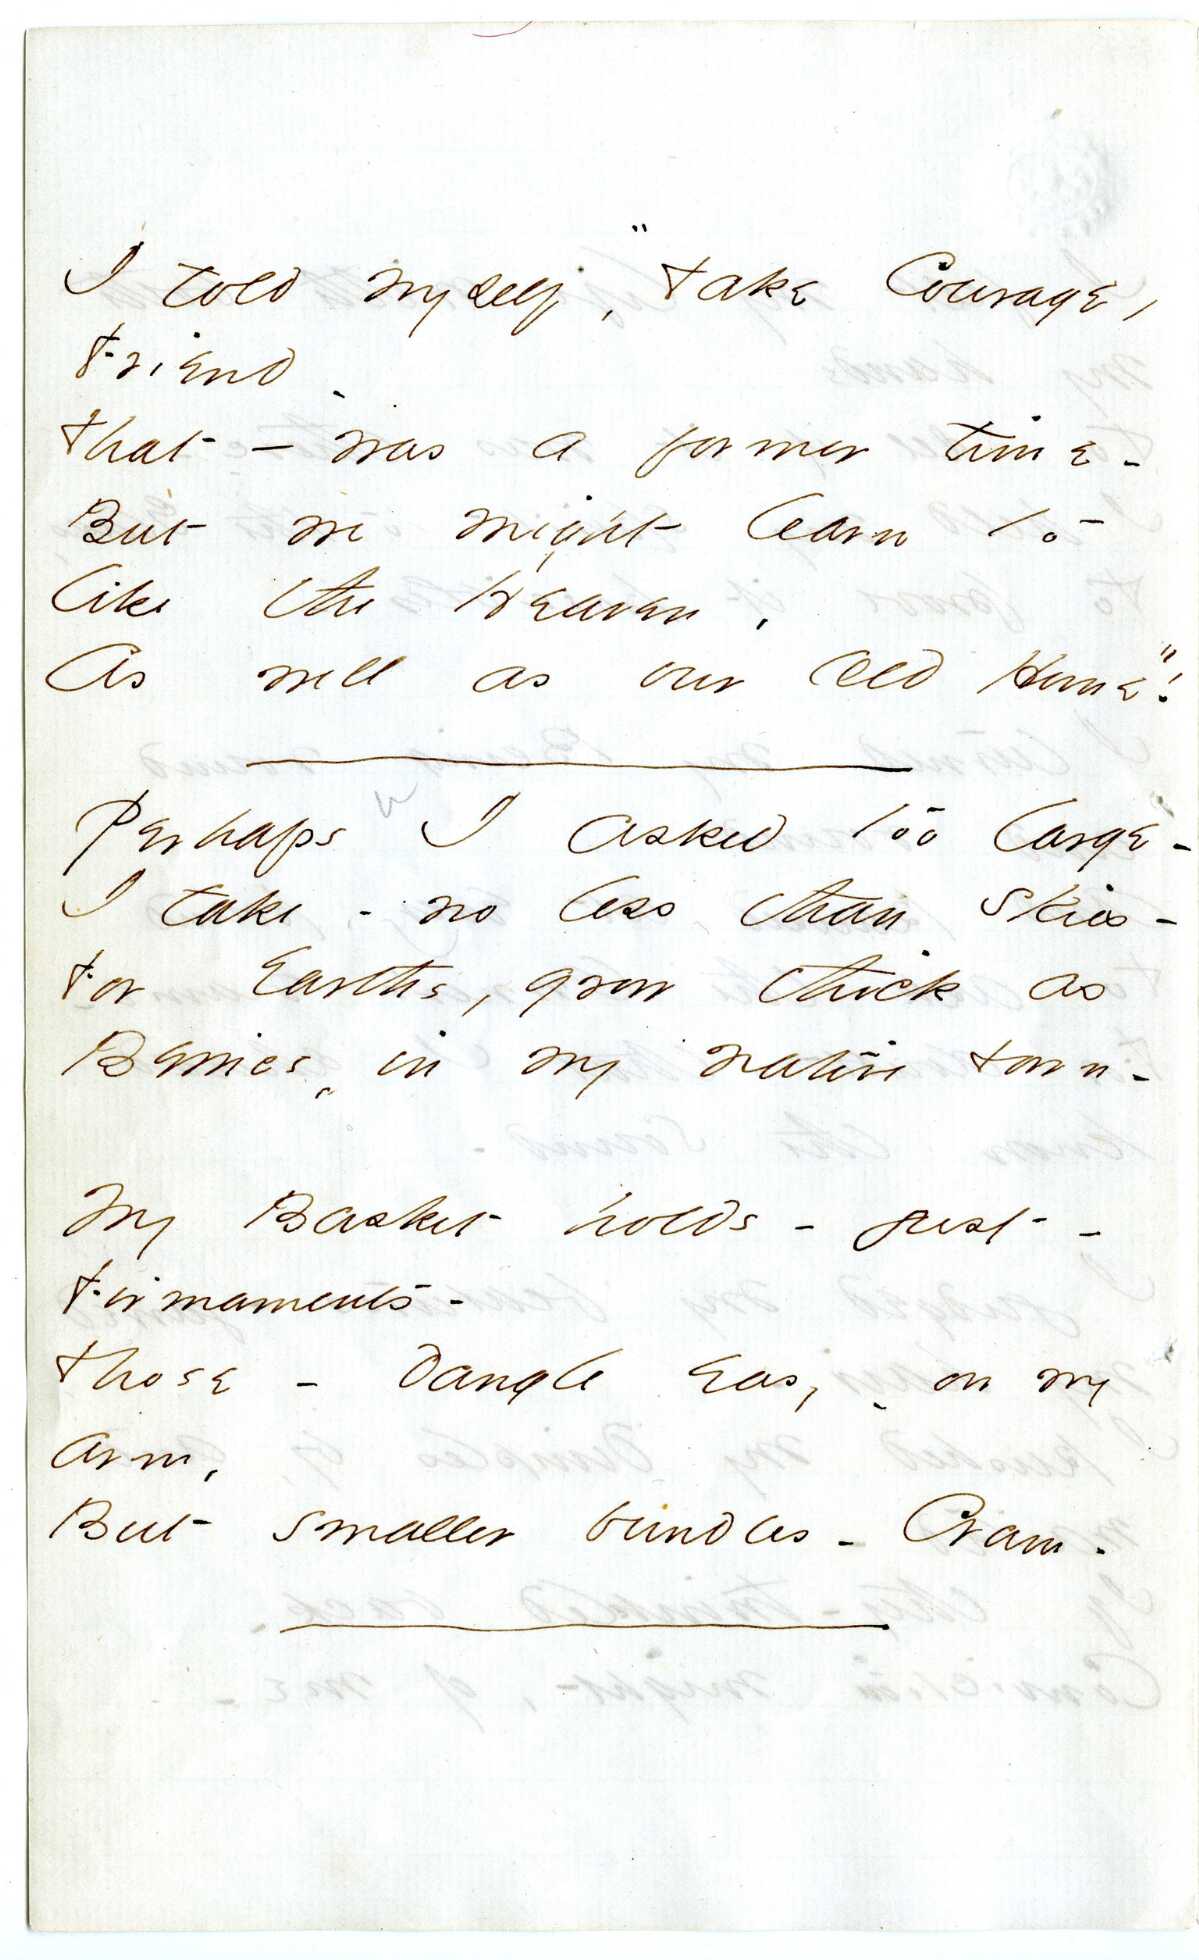 I told myself, "Take Courage,
Friend -
That - was a former time -
But we might learn to
like the Heaven,
As well as our Old Home"!
Perhaps I asked too large -
I take - no less than skies -
For Earths, grow thick as
Berries, in my native town -
My Basket holds - just -
Firmaments -
Those - dangle easy - on my
arm,
But smaller bundles - Cram.